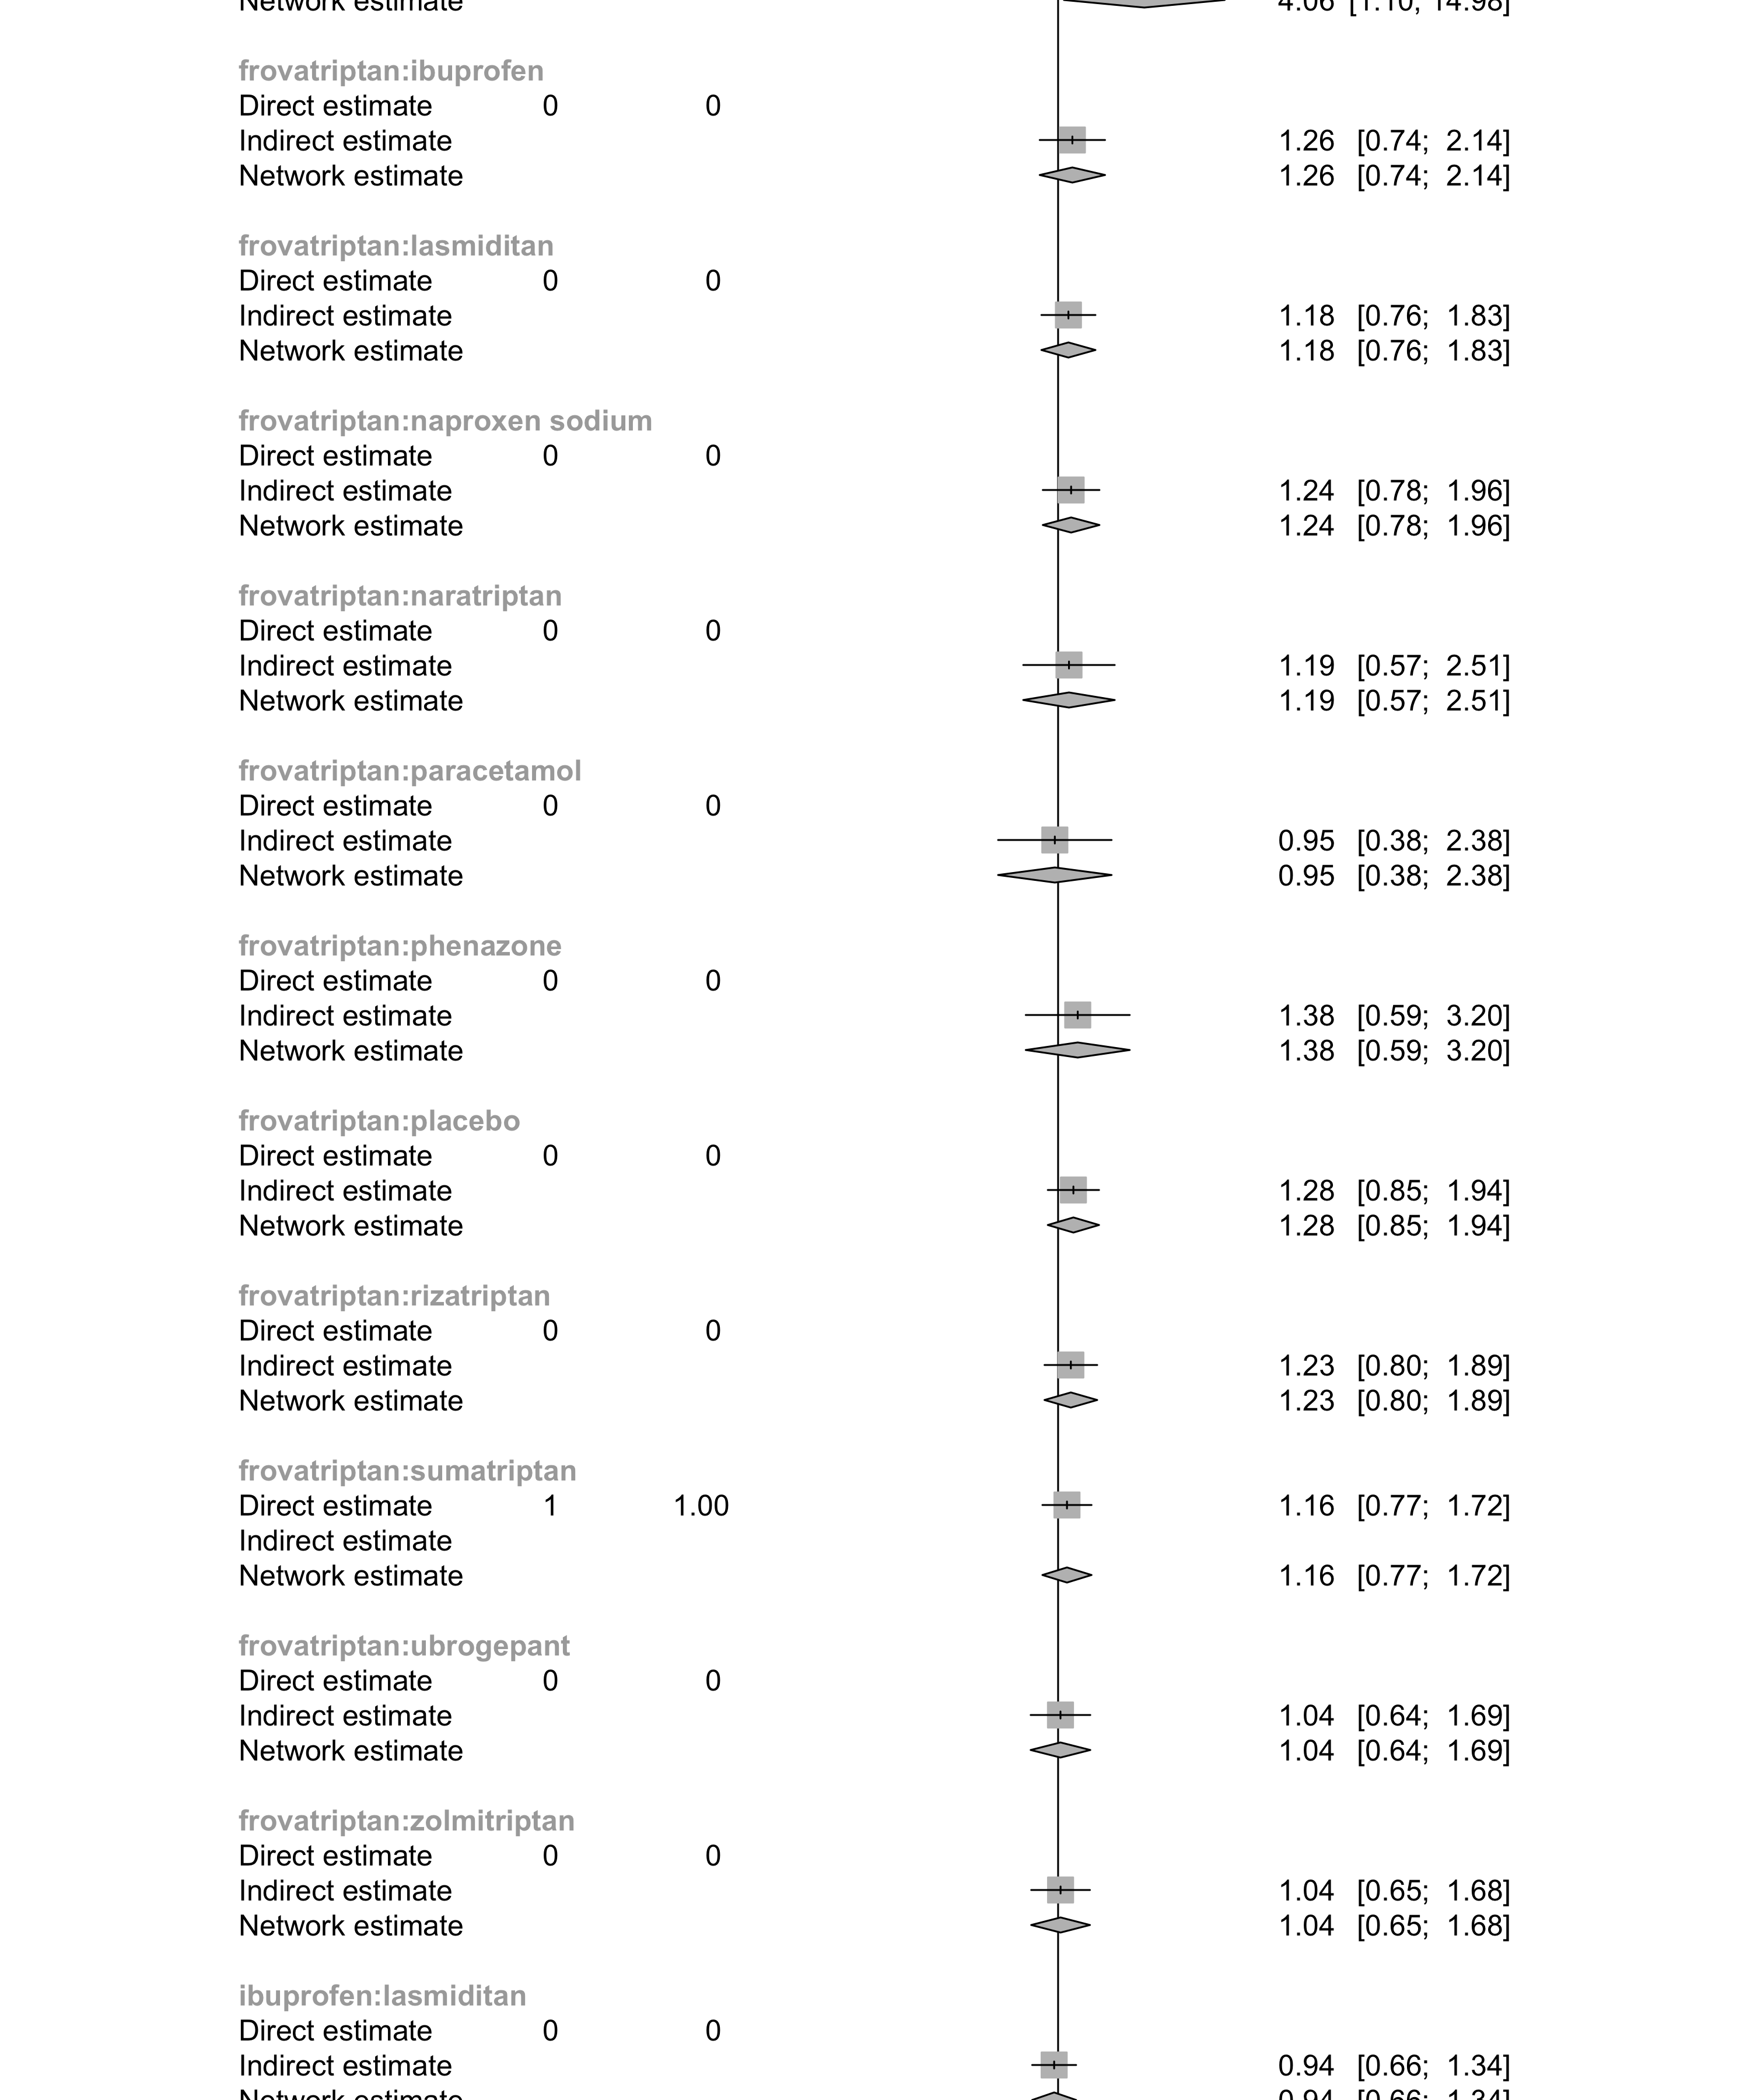 Network estimate 4.06 [1.10; 14.98]
frovatriptan:ibuprofen
Direct estimate 0 0
Indirect estimate 1.26 [0.74; 2.14]
Network estimate 1.26 [0.74; 2.14]
frovatriptan:lasmiditan
Direct estimate 0 0
Indirect estimate 1.18 [0.76; 1.83]
Network estimate 1.18 [0.76; 1.83]
frovatriptan:naproxen sodium
Direct estimate 0 0
Indirect estimate 1.24 [0.78; 1.96]
Network estimate 1.24 [0.78; 1.96]
frovatriptan:naratriptan
Direct estimate 0 0
Indirect estimate 1.19 [0.57; 2.51]
Network estimate 1.19 [0.57; 2.51]
frovatriptan:paracetamol
Direct estimate 0 0
Indirect estimate 0.95 [0.38; 2.38]
Network estimate 0.95 [0.38; 2.38]
frovatriptan:phenazone
Direct estimate 0 0
Indirect estimate 1.38 [0.59; 3.20]
Network estimate 1.38 [0.59; 3.20]
frovatriptan:placebo
Direct estimate 0 0
Indirect estimate 1.28 [0.85; 1.94]
Network estimate 1.28 [0.85; 1.94]
frovatriptan:rizatriptan
Direct estimate 0 0
Indirect estimate 1.23 [0.80; 1.89]
Network estimate 1.23 [0.80; 1.89]
frovatriptan:sumatriptan
Direct estimate 1 1.00 1.16 [0.77; 1.72]
Indirect estimate
Network estimate 1.16 [0.77; 1.72]
frovatriptan:ubrogepant
Direct estimate 0 0
Indirect estimate 1.04 [0.64; 1.69]
Network estimate 1.04 [0.64; 1.69]
frovatriptan:zolmitriptan
Direct estimate 0 0
Indirect estimate 1.04 [0.65; 1.68]
Network estimate 1.04 [0.65; 1.68]
ibuprofen:lasmiditan
Direct estimate 0 0
Indirect estimate 0.94 [0.66; 1.34]
Network estimate 0.94 [0.66; 1.34]